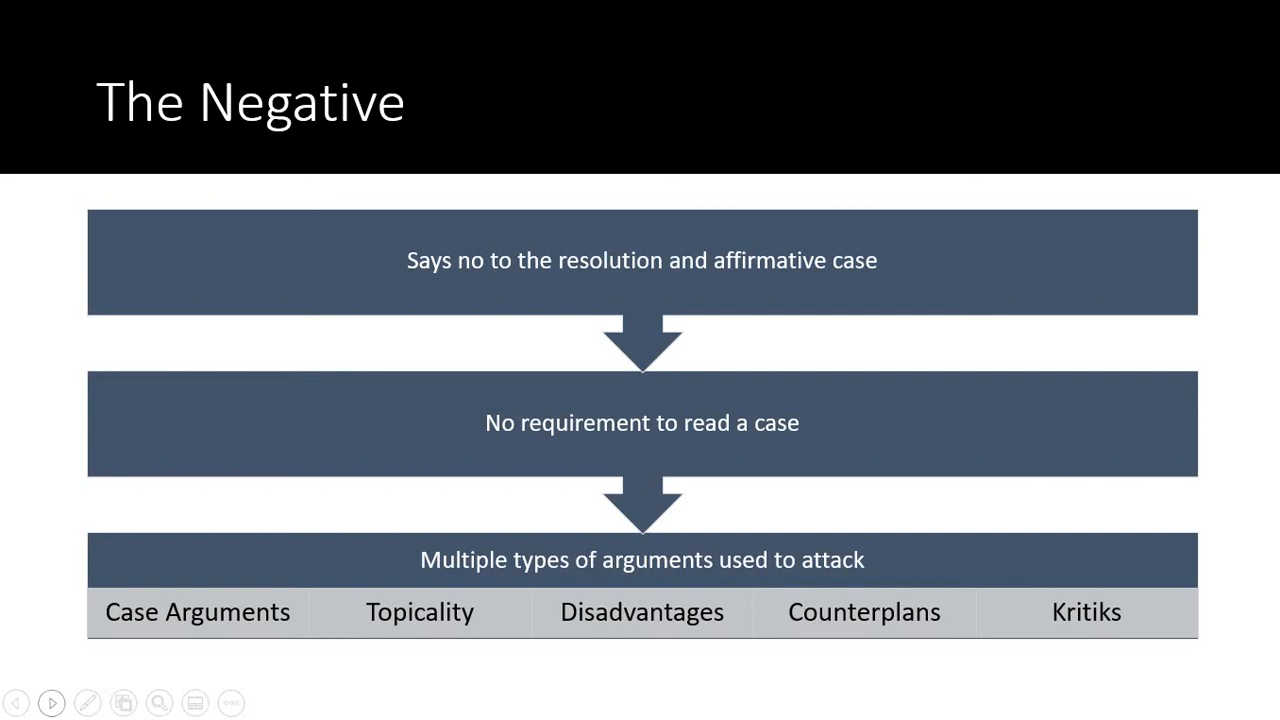 The Negative
Says no to the resolution and affirmative case
No requirement to read a case
Multiple types of arguments used to attack
Case Arguments Topicality Disadvantages Counterplans Kritiks